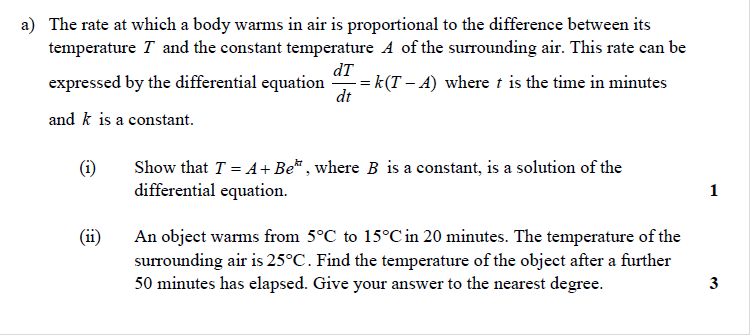 a) The rate at which a body warms in air is proportional to the difference between its
temperature T and the constant temperature A of the surrounding air. This rate can be
expressed by the differential equation dT/dt = k(T – A) where t is the time in minutes
and k is a constant.
(i) Show that T = A + Be^{kt}, where B is a constant, is a solution of the
differential equation. 1
(ii) An object warms from 5°C to 15°C in 20 minutes. The temperature of the
surrounding air is 25°C. Find the temperature of the object after a further
50 minutes has elapsed. Give your answer to the nearest degree. 3